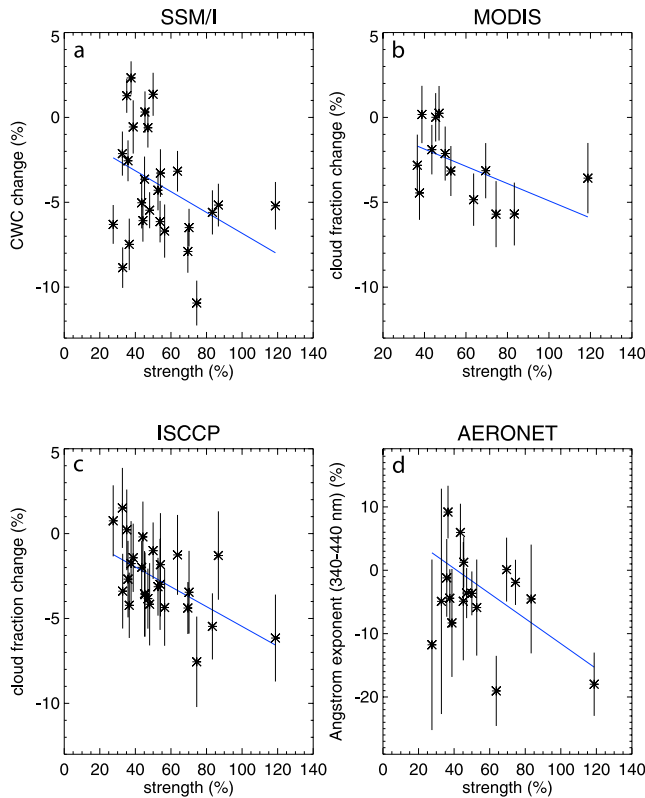 SSM/I
MODIS
a
b
5
0
-5
-10
CWC change (%)
0 20 40 60 80 100 120 140
strength (%)
5
0
-5
-10
cloud fraction change (%)
20 40 60 80 100 120 140
strength (%)
ISCCP
AERONET
c
d
5
0
-5
-10
cloud fraction change (%)
0 20 40 60 80 100 120 140
strength (%)
10
0
-10
-20
Angstrom exponent (340-440 nm) (%)
0 20 40 60 80 100 120 140
strength (%)